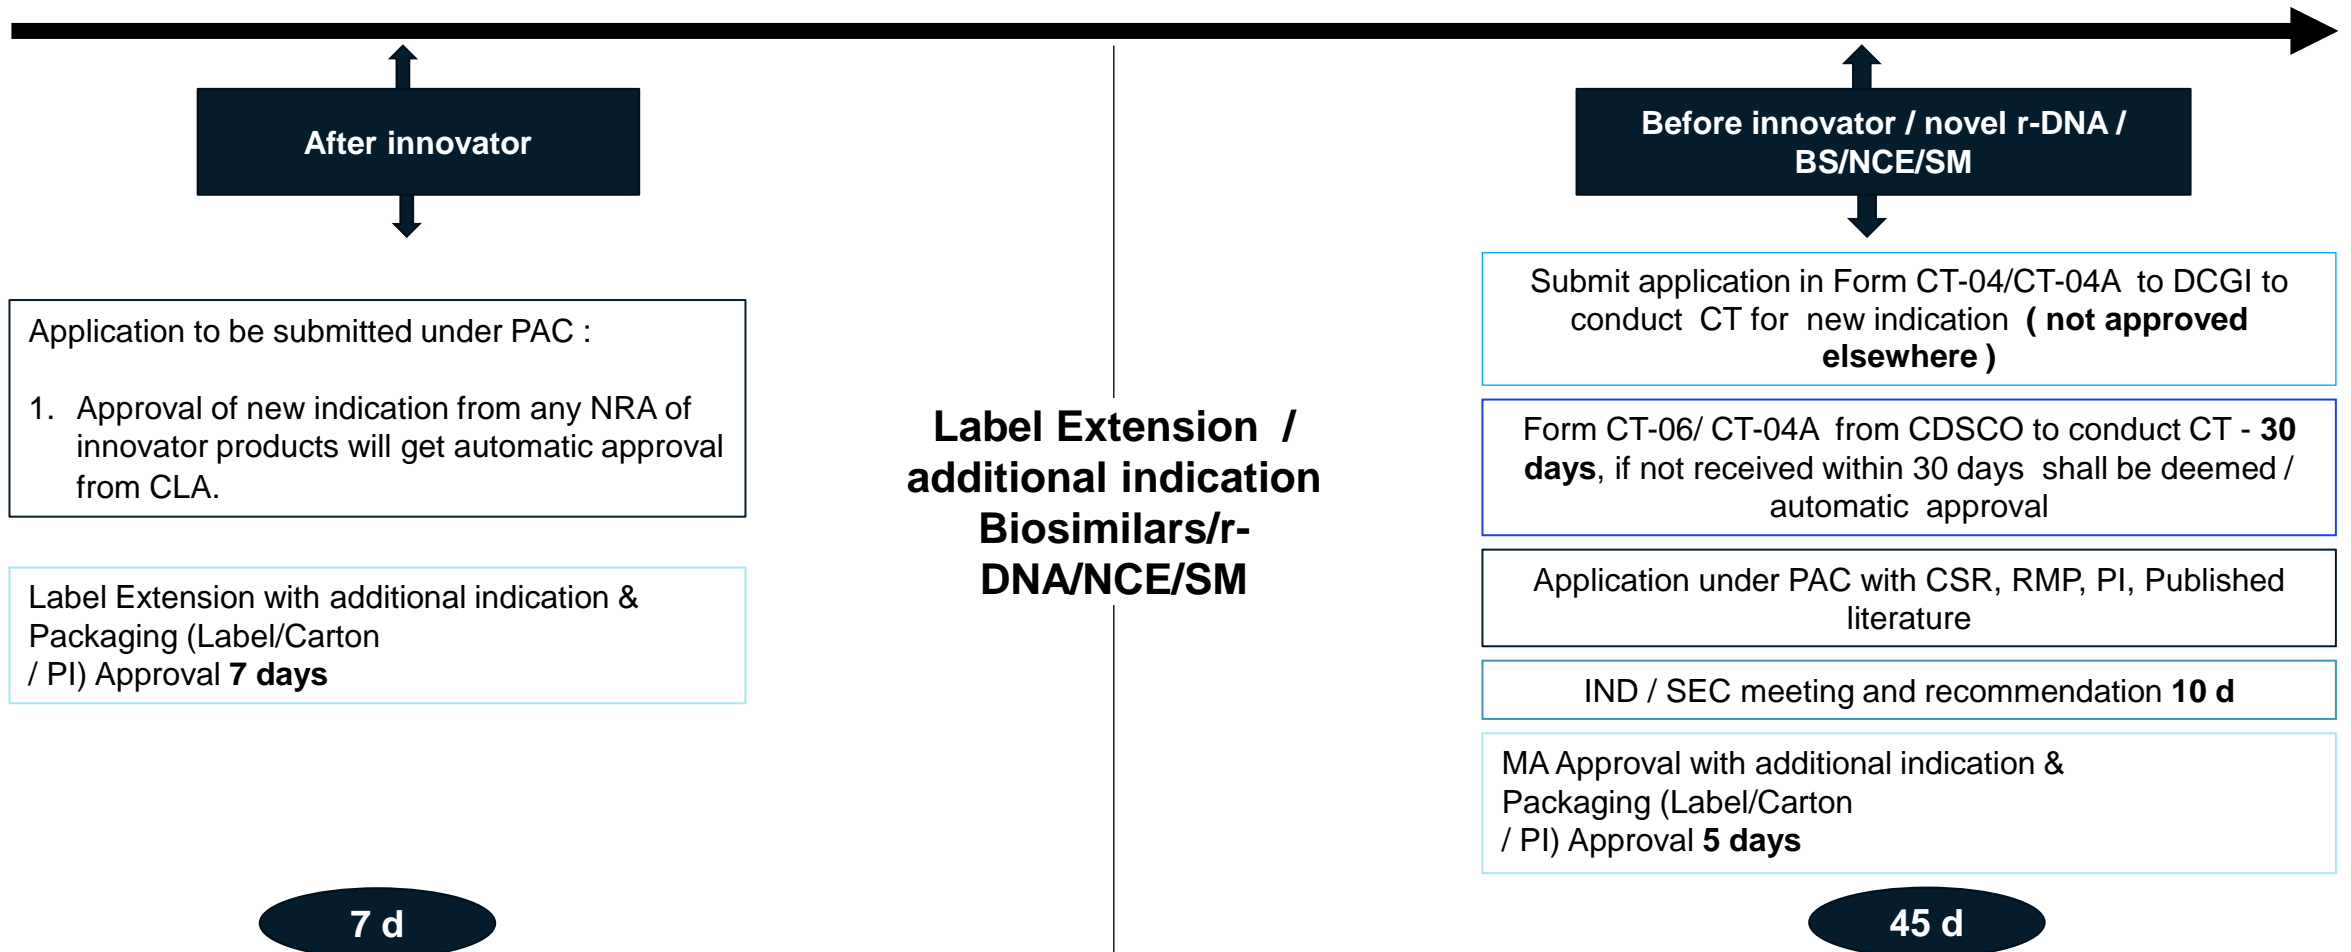 After innovator
Application to be submitted under PAC :
1. Approval of new indication from any NRA of
innovator products will get automatic approval
from CLA.
Label Extension with additional indication &
Packaging (Label/Carton
/ PI) Approval 7 days
7 d
Label Extension /
additional indication
Biosimilars/r-
DNA/NCE/SM
Before innovator / novel r-DNA /
BS/NCE/SM
Submit application in Form CT-04/CT-04A to DCGI to
conduct CT for new indication ( not approved
elsewhere )
Form CT-06/ CT-04A from CDSCO to conduct CT - 30
days, if not received within 30 days shall be deemed /
automatic approval
Application under PAC with CSR, RMP, PI, Published
literature
IND / SEC meeting and recommendation 10 d
MA Approval with additional indication &
Packaging (Label/Carton
/ PI) Approval 5 days
45 d